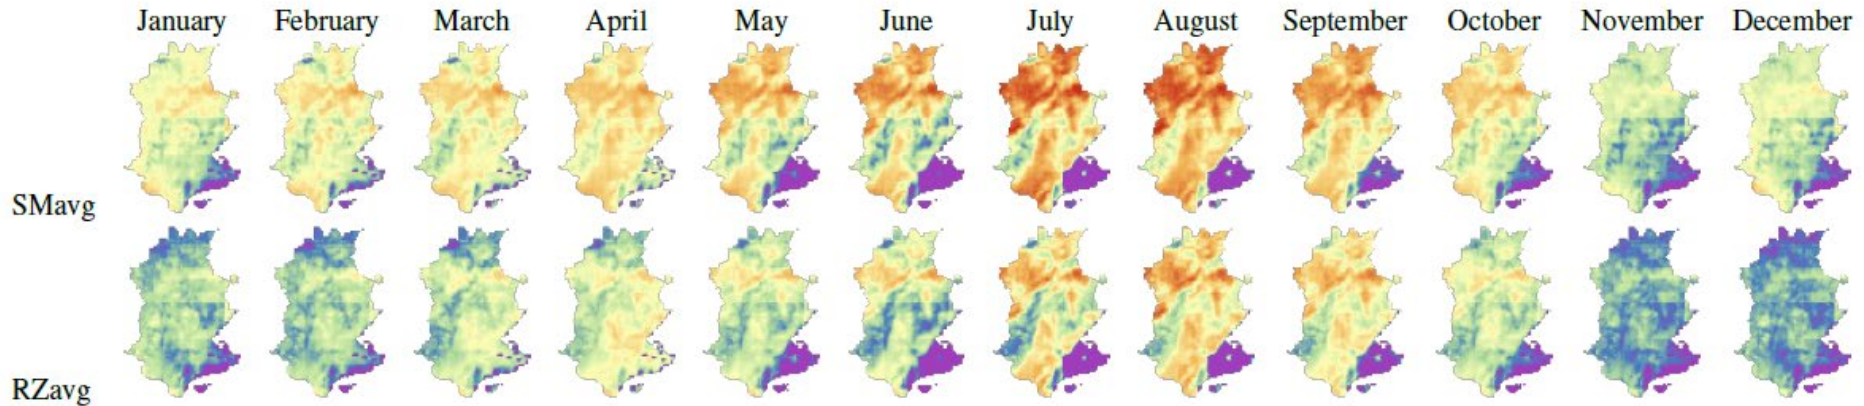 January February March April May June July August September October November December
SMavg
RZavg